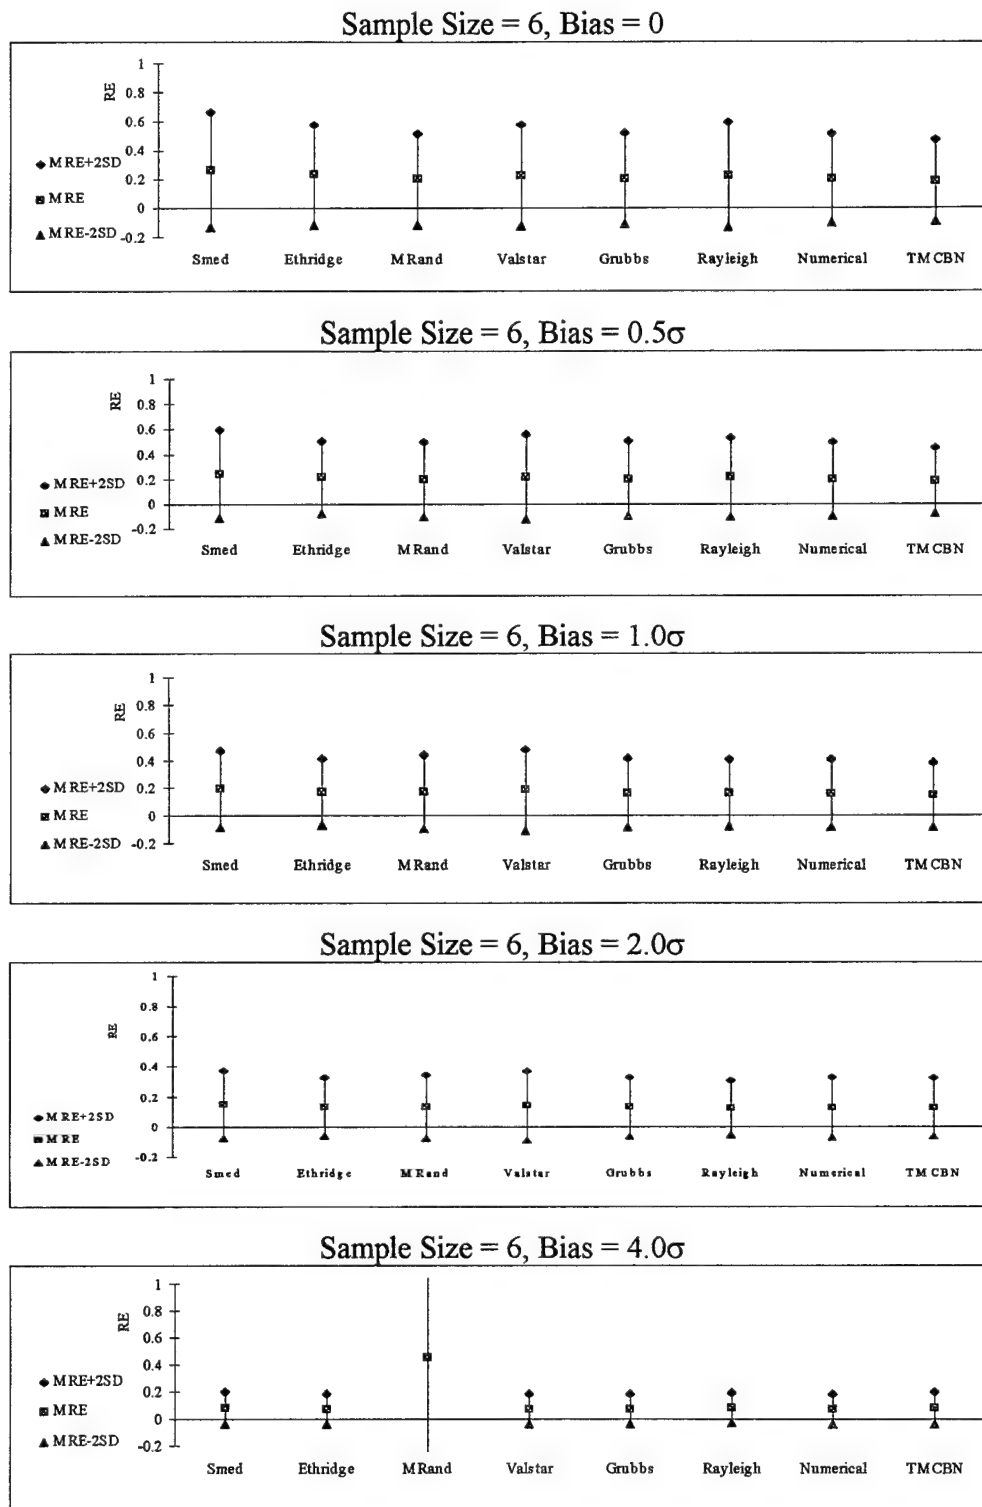 Sample Size = 6, Bias = 0
RE
1
0.8
0.6
0.4
0.2
0
-0.2
MRE+2SD
MRE
MRE-2SD
Smed Ethridge MRand Valstar Grubbs Rayleigh Numerical TMCBN
Sample Size = 6, Bias = 0.5σ
RE
1
0.8
0.6
0.4
0.2
0
-0.2
MRE+2SD
MRE
MRE-2SD
Smed Ethridge MRand Valstar Grubbs Rayleigh Numerical TMCBN
Sample Size = 6, Bias = 1.0σ
RE
1
0.8
0.6
0.4
0.2
0
-0.2
MRE+2SD
MRE
MRE-2SD
Smed Ethridge MRand Valstar Grubbs Rayleigh Numerical TMCBN
Sample Size = 6, Bias = 2.0σ
RE
1
0.8
0.6
0.4
0.2
0
-0.2
MRE+2SD
MRE
MRE-2SD
Smed Ethridge MRand Valstar Grubbs Rayleigh Numerical TMCBN
Sample Size = 6, Bias = 4.0σ
RE
1
0.8
0.6
0.4
0.2
0
-0.2
MRE+2SD
MRE
MRE-2SD
Smed Ethridge MRand Valstar Grubbs Rayleigh Numerical TMCBN